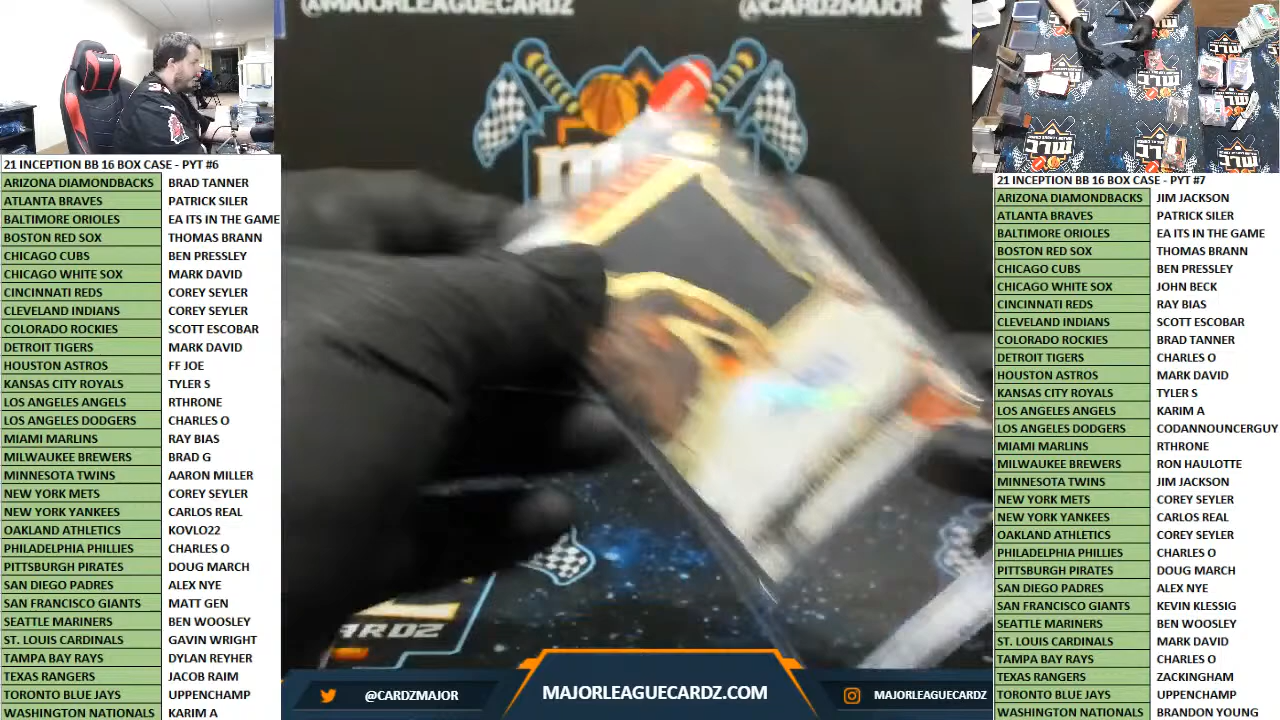 @MAJORLEAGUECARDZ
@CARDZMAJOR
21 INCEPTION BB 16 BOX CASE - PYT #6
ARIZONA DIAMONDBACKS BRAD TANNER
ATLANTA BRAVES PATRICK SILER
BALTIMORE ORIOLES EA ITS IN THE GAME
BOSTON RED SOX THOMAS BRANN
CHICAGO CUBS BEN PRESSLEY
CHICAGO WHITE SOX MARK DAVID
CINCINNATI REDS COREY SEYLER
CLEVELAND INDIANS COREY SEYLER
COLORADO ROCKIES SCOTT ESCOBAR
DETROIT TIGERS MARK DAVID
HOUSTON ASTROS FF JOE
KANSAS CITY ROYALS TYLER S
LOS ANGELES ANGELS RTHRONE
LOS ANGELES DODGERS CHARLES O
MIAMI MARLINS RAY BIAS
MILWAUKEE BREWERS BRAD G
MINNESOTA TWINS AARON MILLER
NEW YORK METS COREY SEYLER
NEW YORK YANKEES CARLOS REAL
OAKLAND ATHLETICS KOVLO22
PHILADELPHIA PHILLIES CHARLES O
PITTSBURGH PIRATES DOUG MARCH
SAN DIEGO PADRES ALEX NYE
SAN FRANCISCO GIANTS MATT GEN
SEATTLE MARINERS BEN WOOSLEY
ST. LOUIS CARDINALS GAVIN WRIGHT
TAMPA BAY RAYS DYLAN REYHER
TEXAS RANGERS JACOB RAIM
TORONTO BLUE JAYS UPPENCHAMP
WASHINGTON NATIONALS KARIM A
21 INCEPTION BB 16 BOX CASE - PYT #7
ARIZONA DIAMONDBACKS JIM JACKSON
ATLANTA BRAVES PATRICK SILER
BALTIMORE ORIOLES EA ITS IN THE GAME
BOSTON RED SOX THOMAS BRANN
CHICAGO CUBS BEN PRESSLEY
CHICAGO WHITE SOX JOHN BECK
CINCINNATI REDS RAY BIAS
CLEVELAND INDIANS SCOTT ESCOBAR
COLORADO ROCKIES BRAD TANNER
DETROIT TIGERS CHARLES O
HOUSTON ASTROS MARK DAVID
KANSAS CITY ROYALS TYLER S
LOS ANGELES ANGELS KARIM A
LOS ANGELES DODGERS CODANNOUNCERGUY
MIAMI MARLINS RTHRONE
MILWAUKEE BREWERS RON HAULOTTE
MINNESOTA TWINS JIM JACKSON
NEW YORK METS COREY SEYLER
NEW YORK YANKEES CARLOS REAL
OAKLAND ATHLETICS COREY SEYLER
PHILADELPHIA PHILLIES CHARLES O
PITTSBURGH PIRATES DOUG MARCH
SAN DIEGO PADRES ALEX NYE
SAN FRANCISCO GIANTS KEVIN KLESSIG
SEATTLE MARINERS BEN WOOSLEY
ST. LOUIS CARDINALS MARK DAVID
TAMPA BAY RAYS CHARLES O
TEXAS RANGERS ZACKINGHAM
TORONTO BLUE JAYS UPPENCHAMP
WASHINGTON NATIONALS BRANDON YOUNG
ARDZ
@CARDZMAJOR
MAJORLEAGUECARDZ.COM
MAJORLEAGUECARDZ